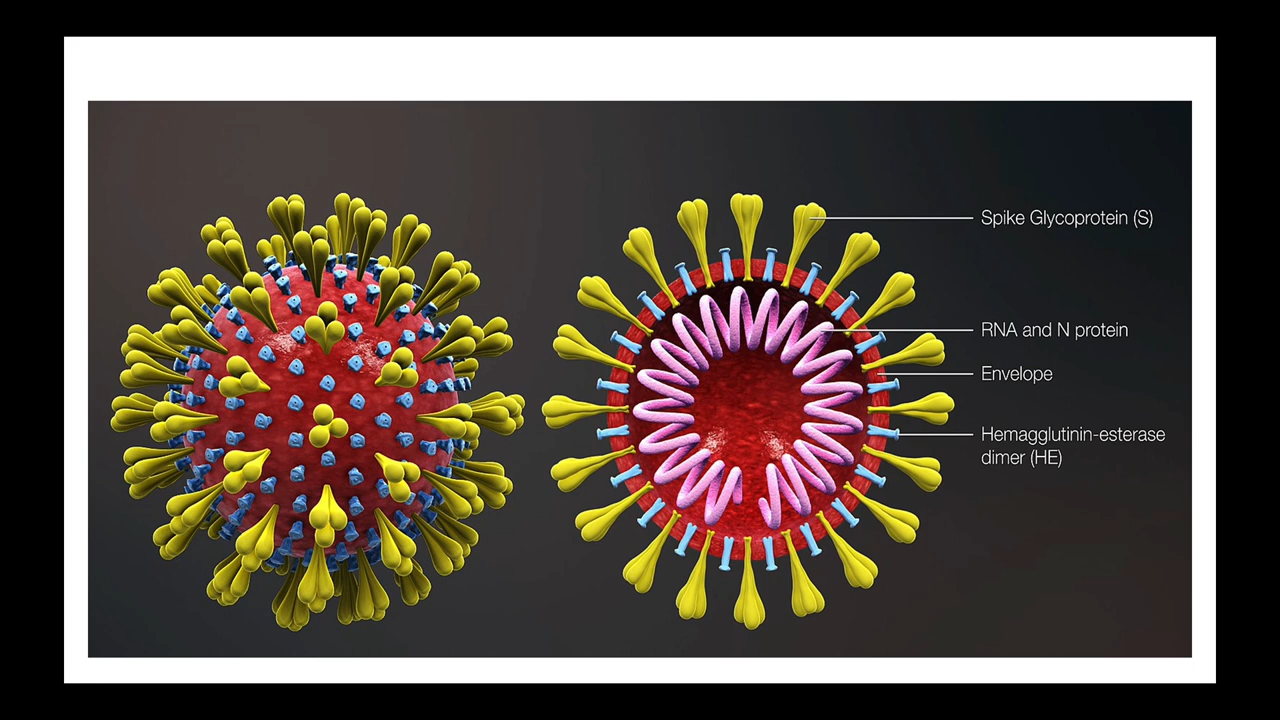 Spike Glycoprotein (S)
RNA and N protein
Envelope
Hemagglutinin-esterase
dimer (HE)